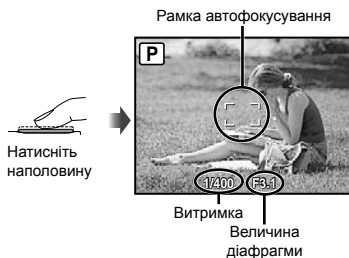 Рамка автофокусування
P
Натисніть
наполовину
1/400 F3.1
Витримка
Величина
діафрагми